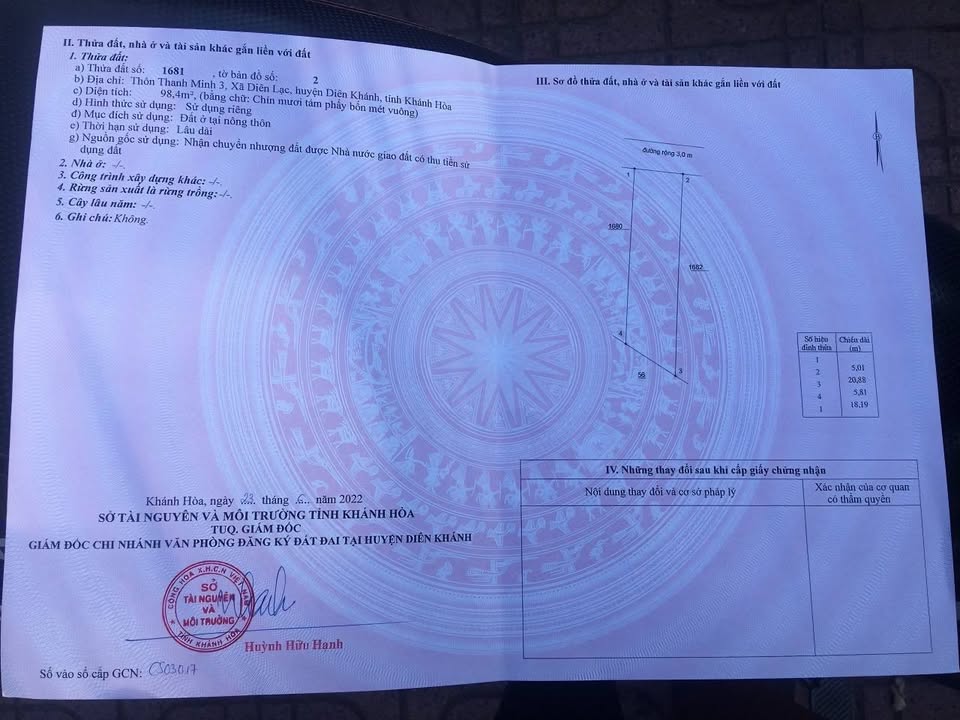 II. Thửa đất, nhà ở và tài sản khác gắn liền với đất
1. Thửa đất:
a) Thửa đất số: 1681 , tờ bản đồ số: 2
b) Địa chỉ: Thôn Thanh Minh 3, Xã Diên Lạc, huyện Diên Khánh, tỉnh Khánh Hòa
c) Diện tích: 98,4m², (bằng chữ: Chín mươi tám phẩy bốn mét vuông)
d) Hình thức sử dụng: Sử dụng riêng
đ) Mục đích sử dụng: Đất ở tại nông thôn
e) Thời hạn sử dụng: Lâu dài
g) Nguồn gốc sử dụng: Nhận chuyển nhượng đất được Nhà nước giao đất có thu tiền sử
dụng đất
2. Nhà ở: -/-.
3. Công trình xây dựng khác: -/-.
4. Rừng sản xuất là rừng trồng: -/-.
5. Cây lâu năm: -/-.
6. Ghi chú: Không.
Khánh Hòa, ngày 23 tháng 6 năm 2022
SỞ TÀI NGUYÊN VÀ MÔI TRƯỜNG TỈNH KHÁNH HÒA
TUQ. GIÁM ĐỐC
GIÁM ĐỐC CHI NHÁNH VĂN PHÒNG ĐĂNG KÝ ĐẤT ĐAI TẠI HUYỆN DIÊN KHÁNH
CỘNG HÒA X.H.C.N VIỆT NAM
SỞ
TÀI NGUYÊN
VÀ
MÔI TRƯỜNG
TỈNH KHÁNH HÒA
Huỳnh Hữu Hạnh
Số vào sổ cấp GCN: CS03017
III. Sơ đồ thửa đất, nhà ở và tài sản khác gắn liền với đất
đường rộng 3,0 m
1
2
1680
1682
4
3
56
Số hiệu Chiều dài
đỉnh thửa (m)
1
5,01
2
20,88
3
5,81
4
18,19
1
IV. Những thay đổi sau khi cấp giấy chứng nhận
Nội dung thay đổi và cơ sở pháp lý
Xác nhận của cơ quan
có thẩm quyền